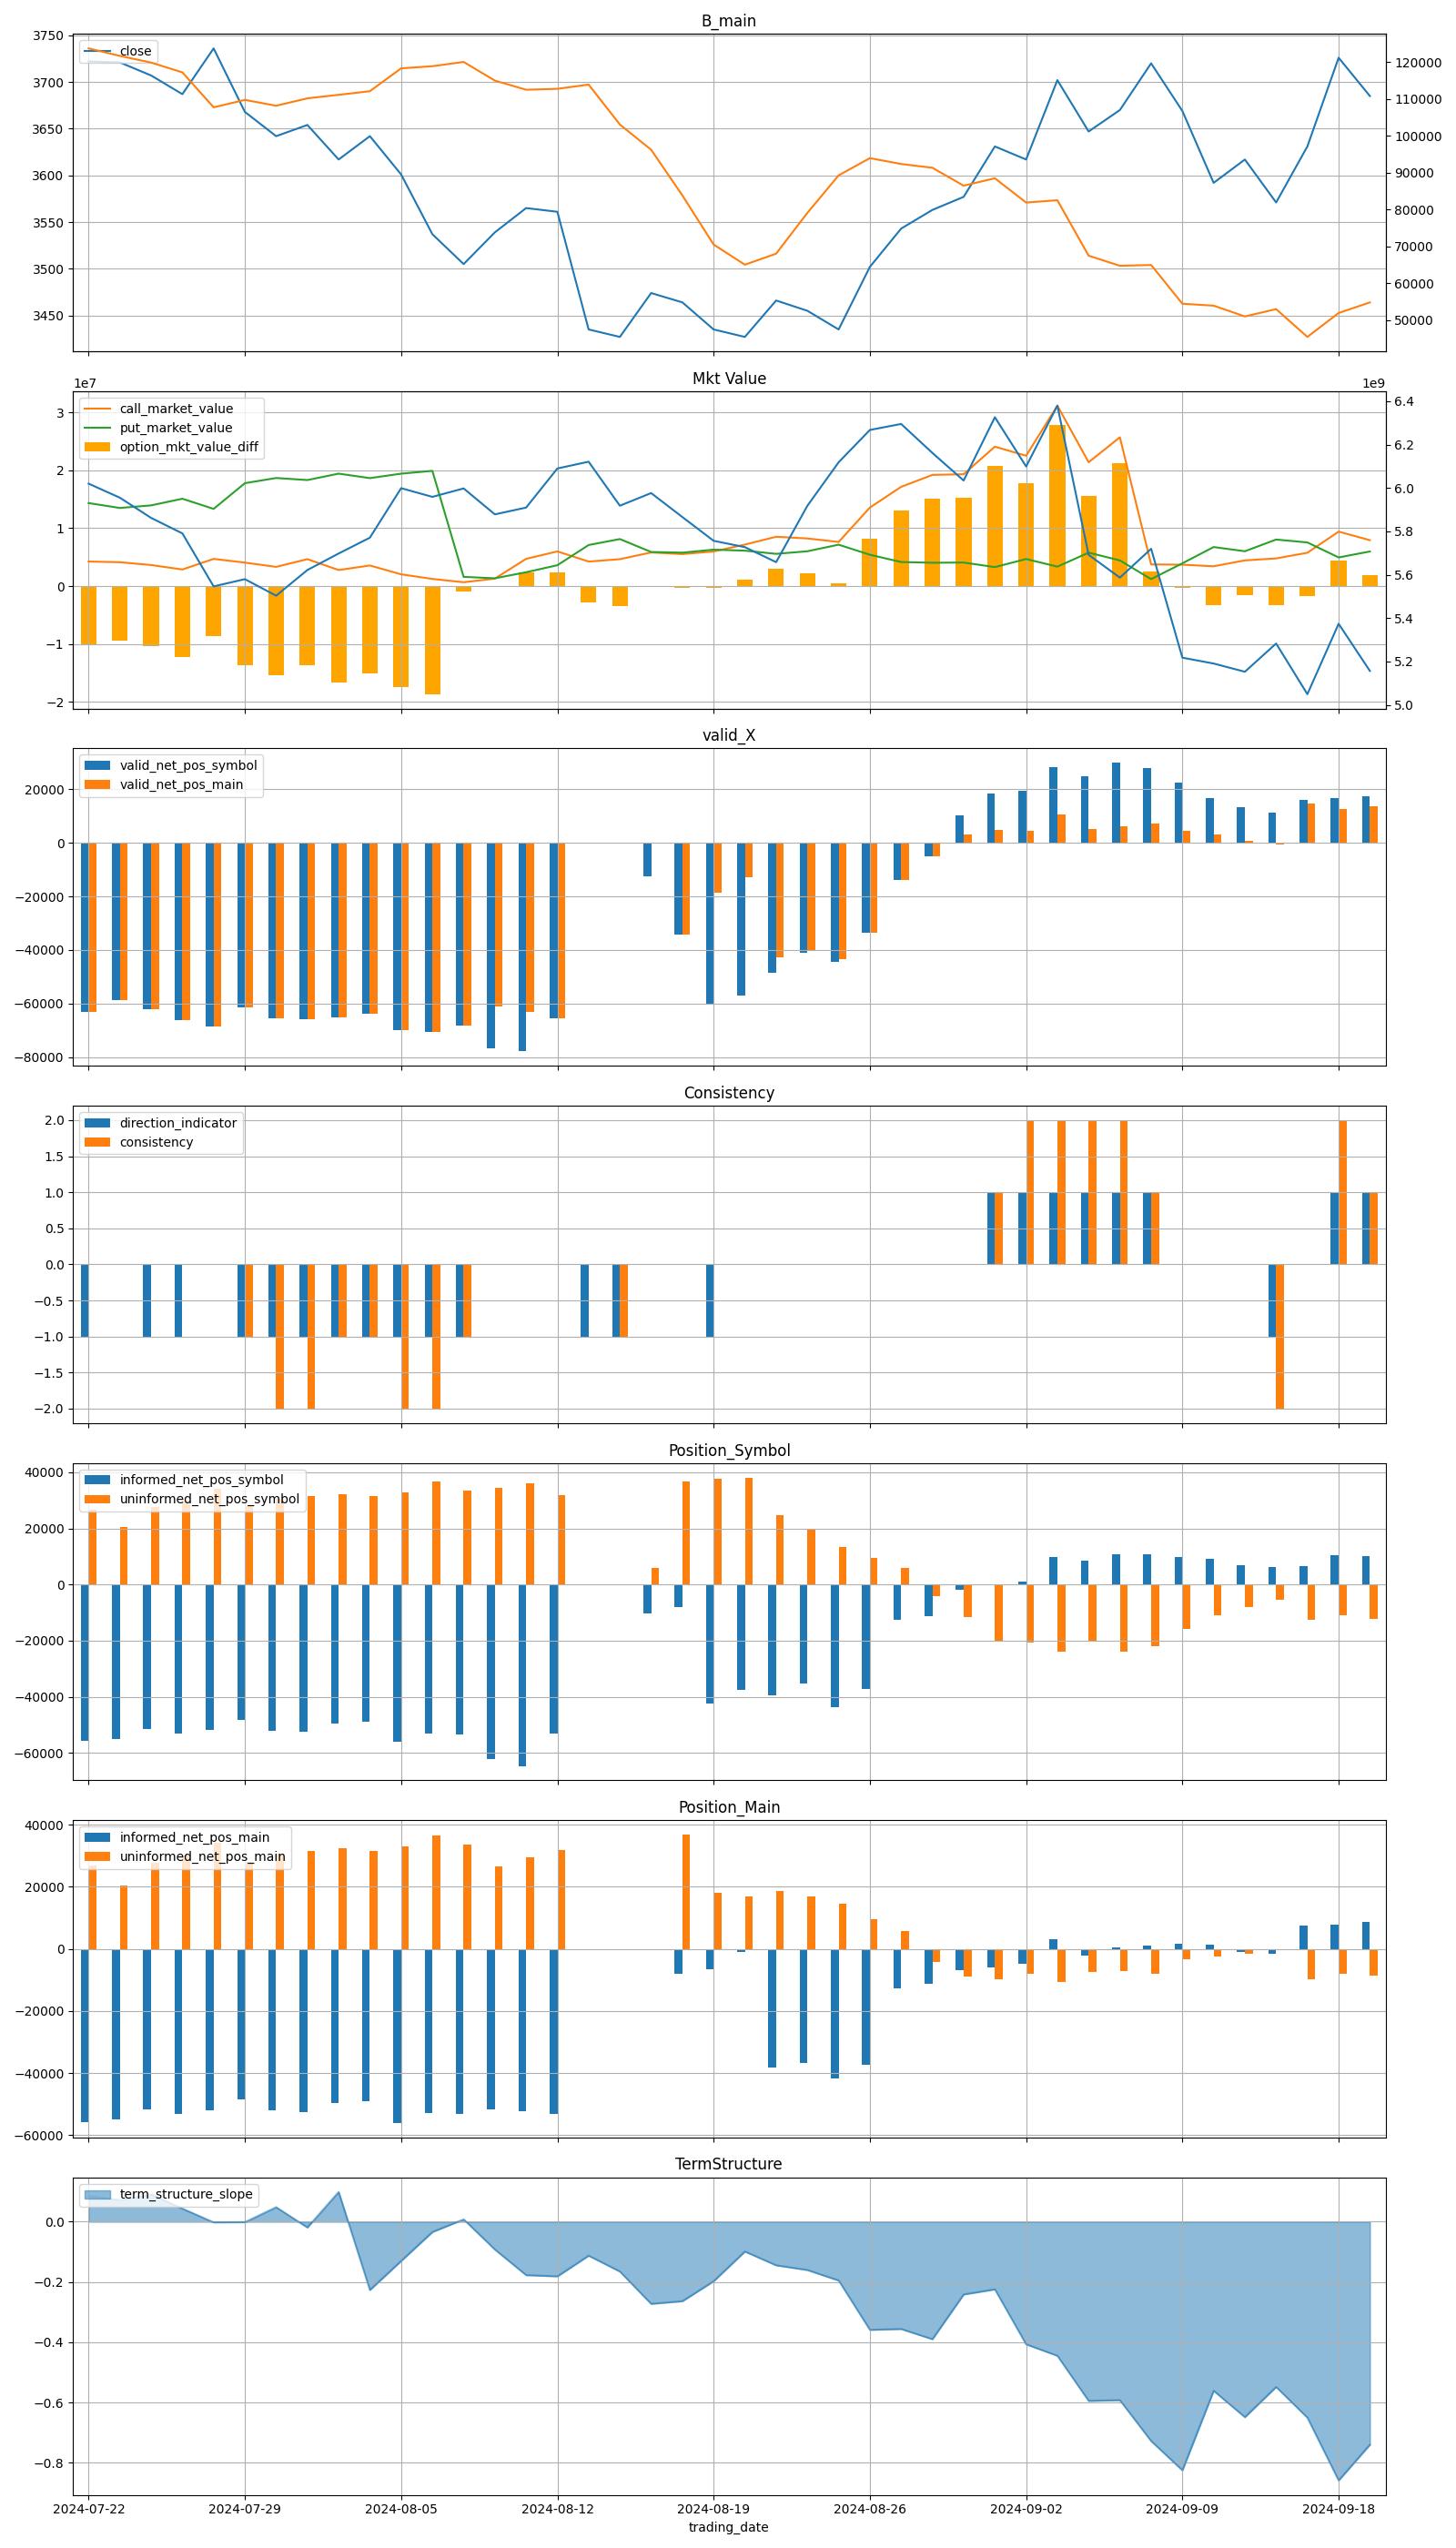 B_main
close
3750
3700
3650
3600
3550
3500
3450
120000
110000
100000
90000
80000
70000
60000
50000
Mkt Value
1e7
1e9
call_market_value
put_market_value
option_mkt_value_diff
3
2
1
0
−1
−2
6.4
6.2
6.0
5.8
5.6
5.4
5.2
5.0
valid_X
valid_net_pos_symbol
valid_net_pos_main
20000
0
−20000
−40000
−60000
−80000
Consistency
direction_indicator
consistency
2.0
1.5
1.0
0.5
0.0
−0.5
−1.0
−1.5
−2.0
Position_Symbol
informed_net_pos_symbol
uninformed_net_pos_symbol
40000
20000
0
−20000
−40000
−60000
Position_Main
informed_net_pos_main
uninformed_net_pos_main
40000
20000
0
−20000
−40000
−60000
TermStructure
term_structure_slope
0.0
−0.2
−0.4
−0.6
−0.8
2024-07-22 2024-07-29 2024-08-05 2024-08-12 2024-08-19 2024-08-26 2024-09-02 2024-09-09 2024-09-18
trading_date